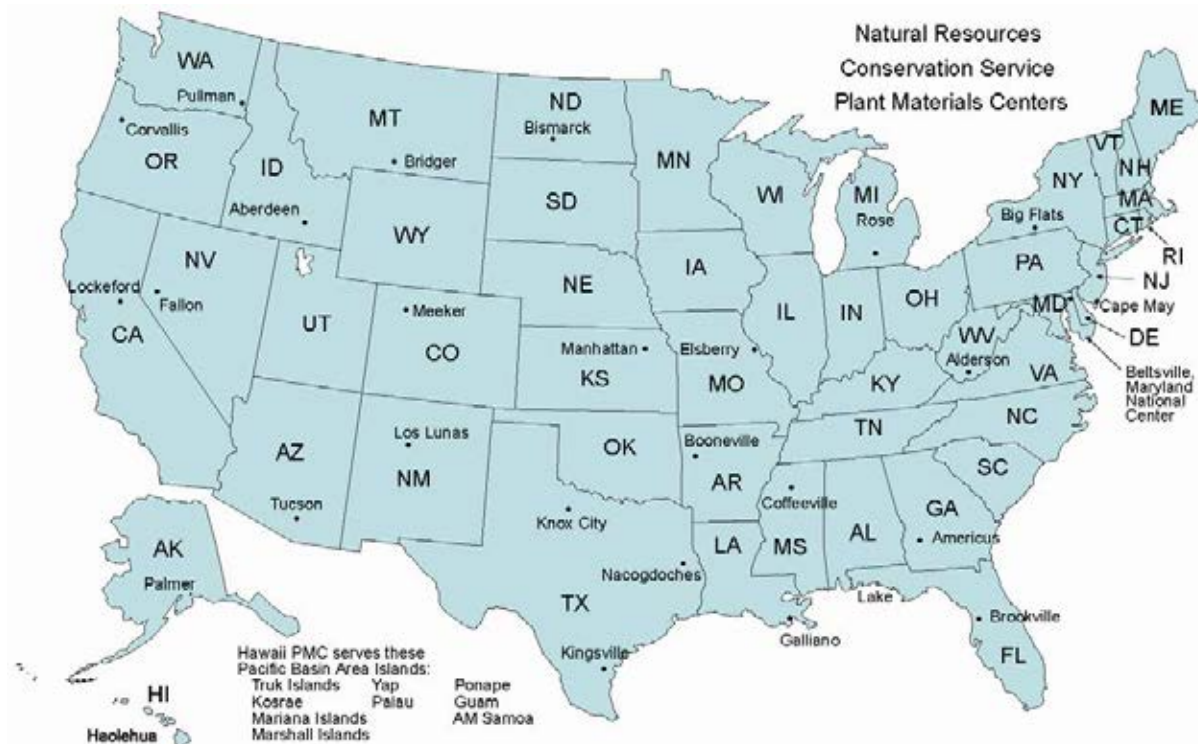 Natural Resources
Conservation Service
Plant Materials Centers
WA
Pullman
Corvallis
OR
MT
Bridger
ID
Aberdeen
ND
Bismarck
MN
SD
WY
WI
MI
Rose
ME
VT
NH
NY
MA
Big Flats
CT
RI
NV
Lockeford
Fallon
CA
UT
Meeker
CO
NE
IA
Manhattan
KS
Elsberry
MO
IL
IN
OH
PA
NJ
MD
Cape May
DE
WV
Alderson
Beltsville,
Maryland
National
Center
VA
KY
NC
TN
AZ
Tucson
Los Lunas
NM
OK
Booneville
AR
Coffeeville
SC
GA
Americus
Knox City
LA
MS
AL
Nacogdoches
TX
Lake
Brookville
Galliano
FL
Kingsville
AK
Palmer
Hawaii PMC serves these
Pacific Basin Area Islands:
Truk Islands Yap Ponape
Kosrae Palau Guam
Mariana Islands AM Samoa
Marshall Islands
HI
Haolehua